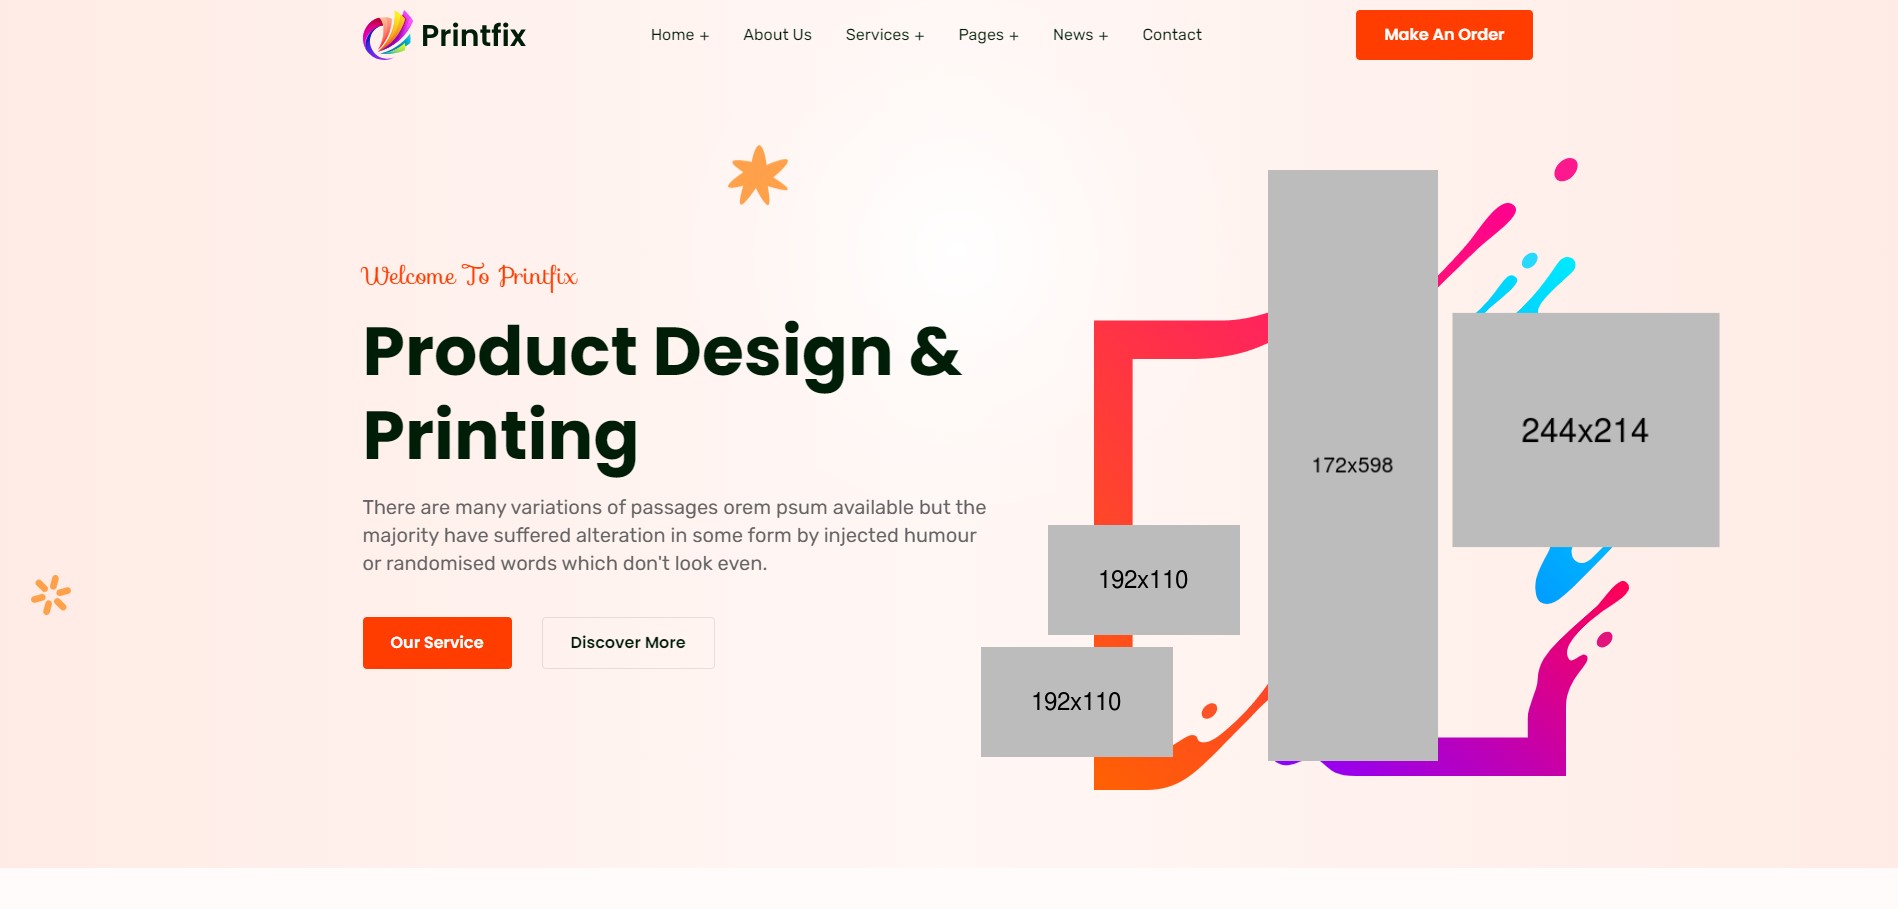 Printfix
Home +
About Us
Services +
Pages +
News +
Contact
Make An Order
Welcome To Printfix
Product Design &
Printing
There are many variations of passages orem psum available but the
majority have suffered alteration in some form by injected humour
or randomised words which don't look even.
Our Service
Discover More
172x598
244x214
192x110
192x110